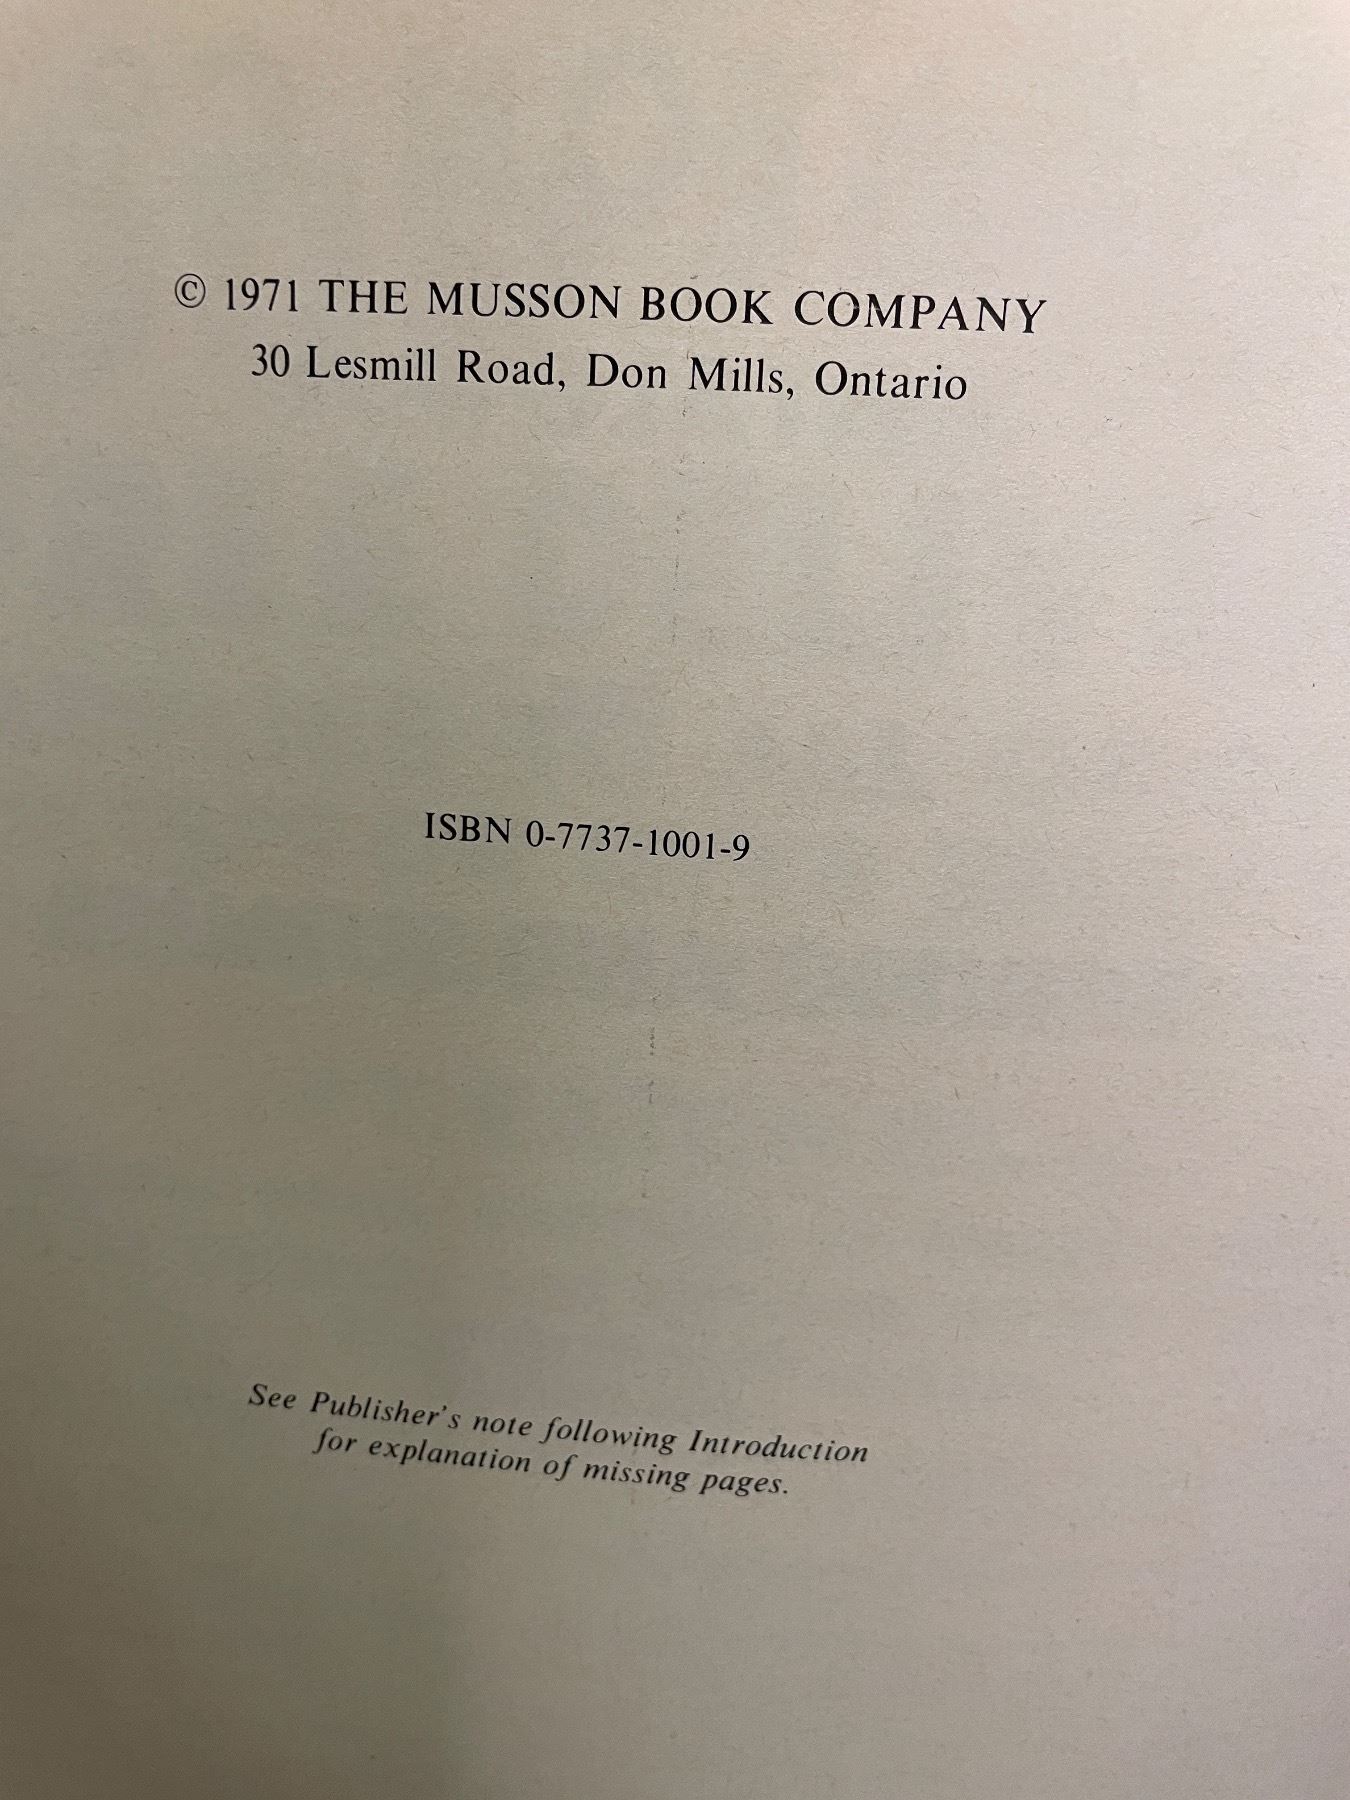 © 1971 THE MUSSON BOOK COMPANY
30 Lesmill Road, Don Mills, Ontario
ISBN 0-7737-1001-9
See Publisher's note following Introduction
for explanation of missing pages.